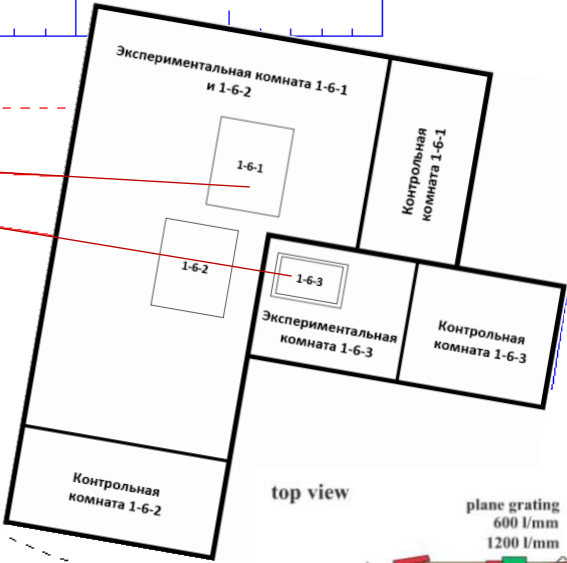 Экспериментальная комната 1-6-1
и 1-6-2
1-6-1
Контрольная
комната 1-6-1
1-6-2
1-6-3
Экспериментальная
комната 1-6-3
Контрольная
комната 1-6-3
Контрольная
комната 1-6-2
top view
plane grating
600 l/mm
1200 l/mm